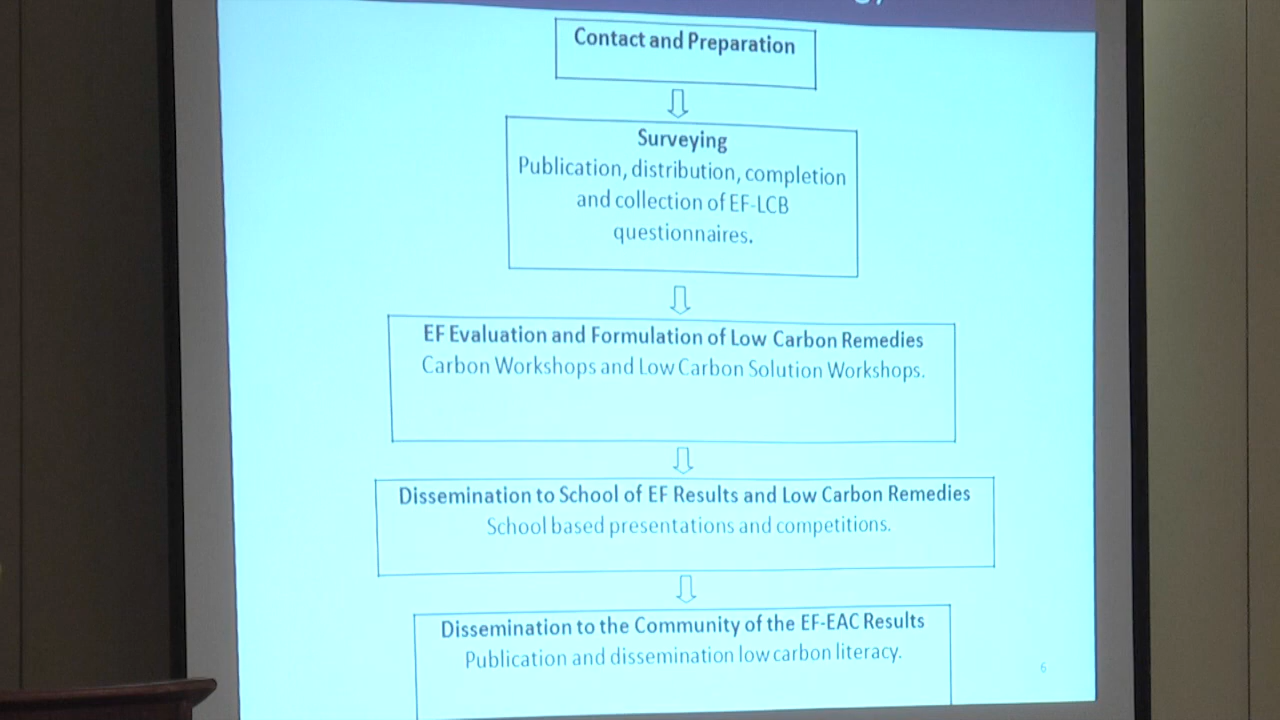 Contact and Preparation
Surveying
Publication, distribution, completion
and collection of EF-LCB
questionnaires.
EF Evaluation and Formulation of Low Carbon Remedies
Carbon Workshops and Low Carbon Solution Workshops.
Dissemination to School of EF Results and Low Carbon Remedies
School based presentations and competitions.
Dissemination to the Community of the EF-EAC Results
Publication and dissemination low carbon literacy.
6